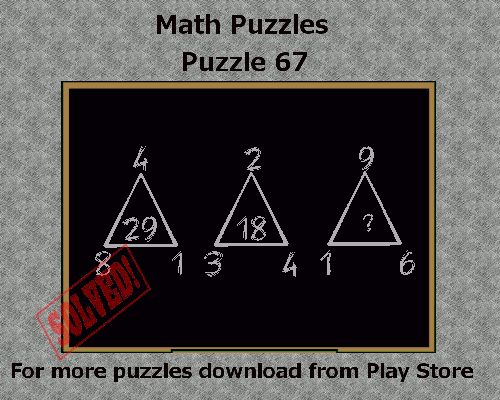 Math Puzzles
Puzzle 67
4 2 9
29 18 ?
8 1 3 4 1 6
SOLVED!
For more puzzles download from Play Store